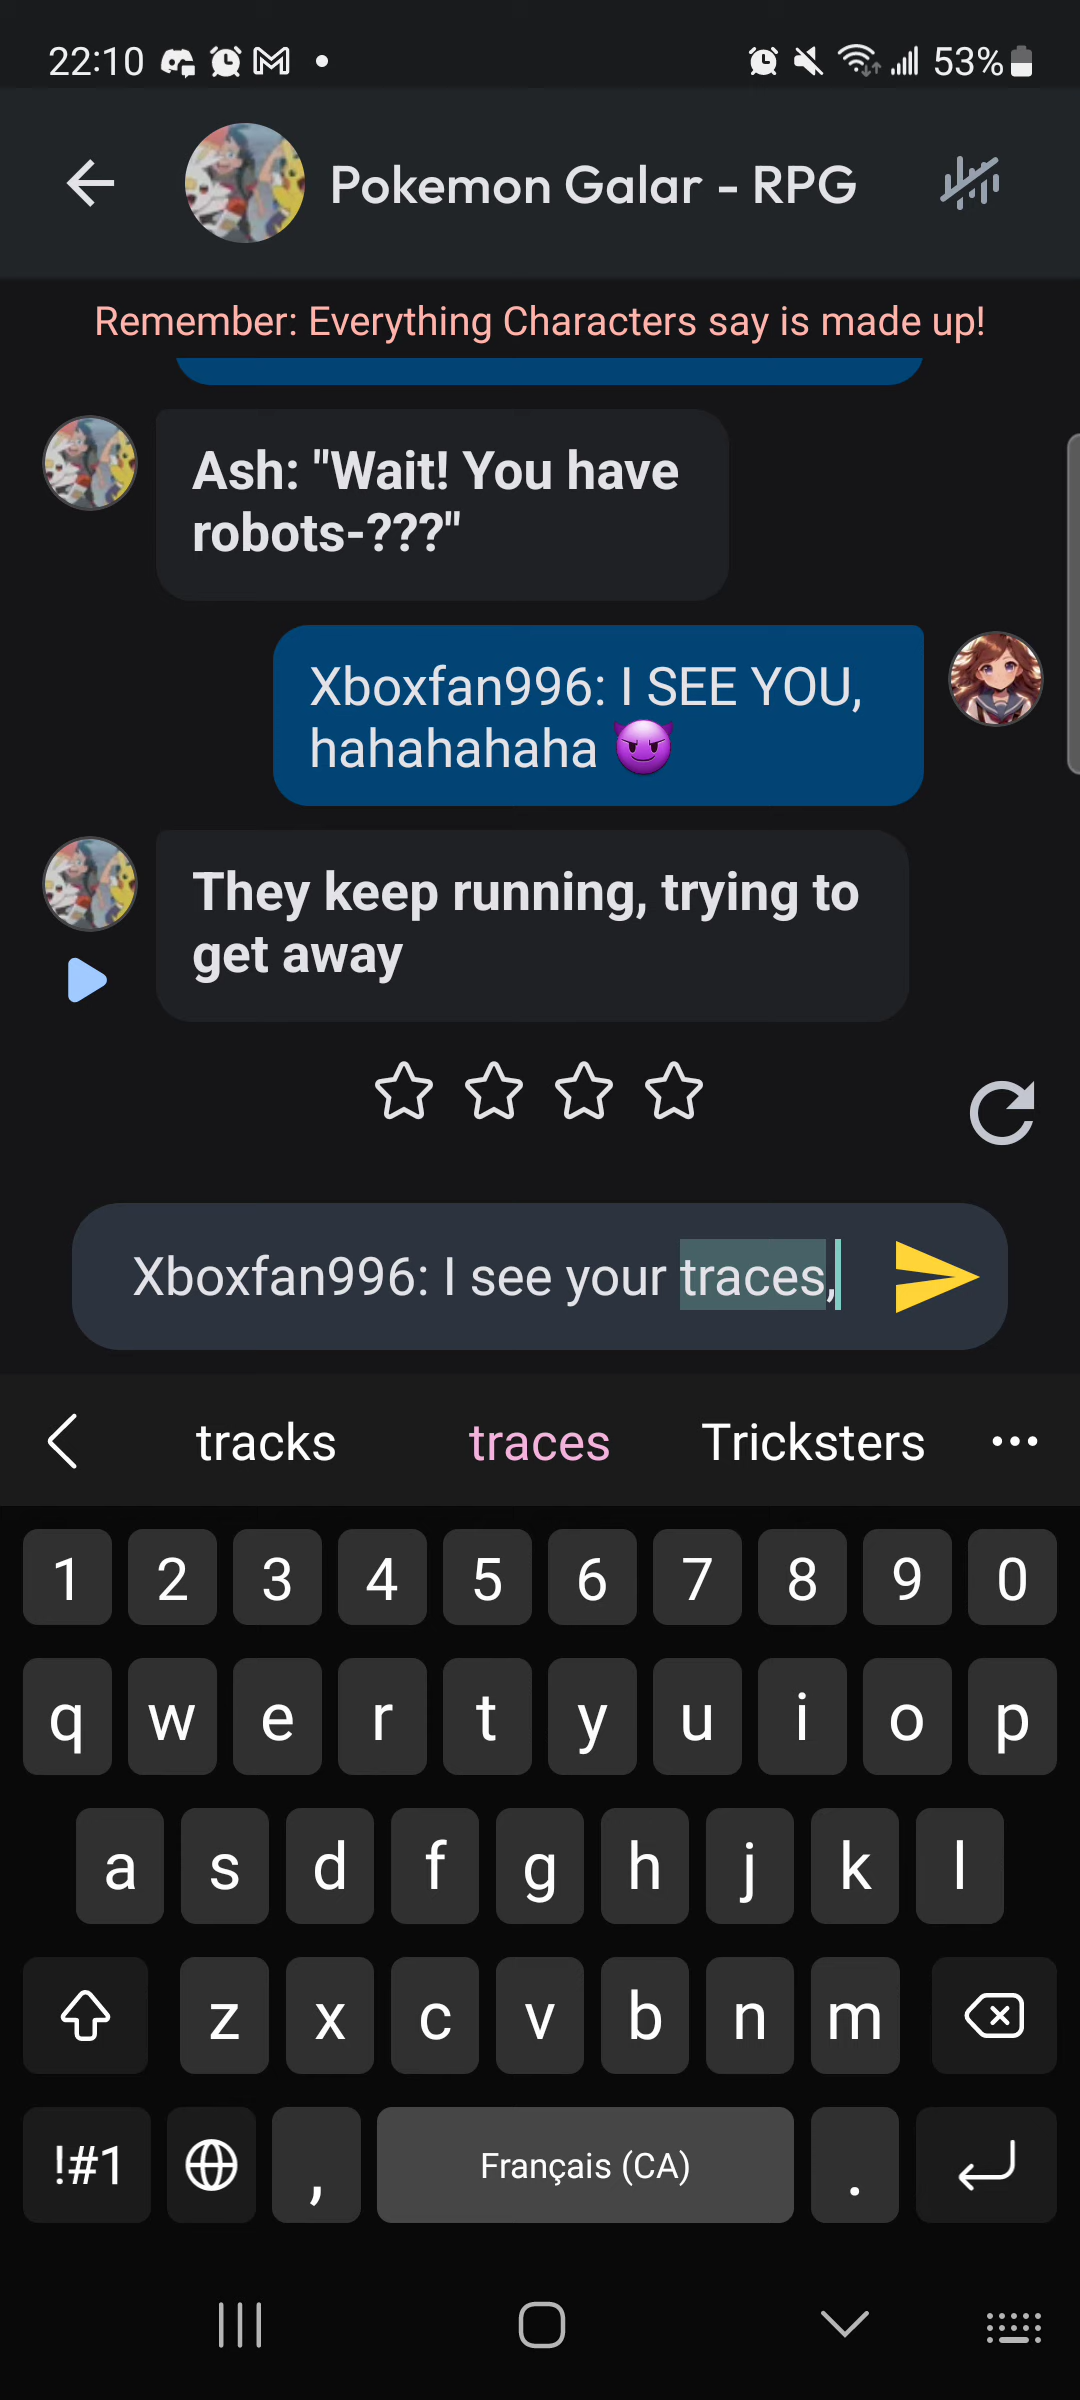 22:10
53%
Pokemon Galar - RPG
Remember: Everything Characters say is made up!
Ash: "Wait! You have
robots-???"
Xboxfan996: I SEE YOU,
hahahahaha 😈
They keep running, trying to
get away
Xboxfan996: I see your traces,
tracks traces Tricksters ...
1 2 3 4 5 6 7 8 9 0
q w e r t y u i o p
a s d f g h j k l
z x c v b n m
!#1 , Français (CA) .